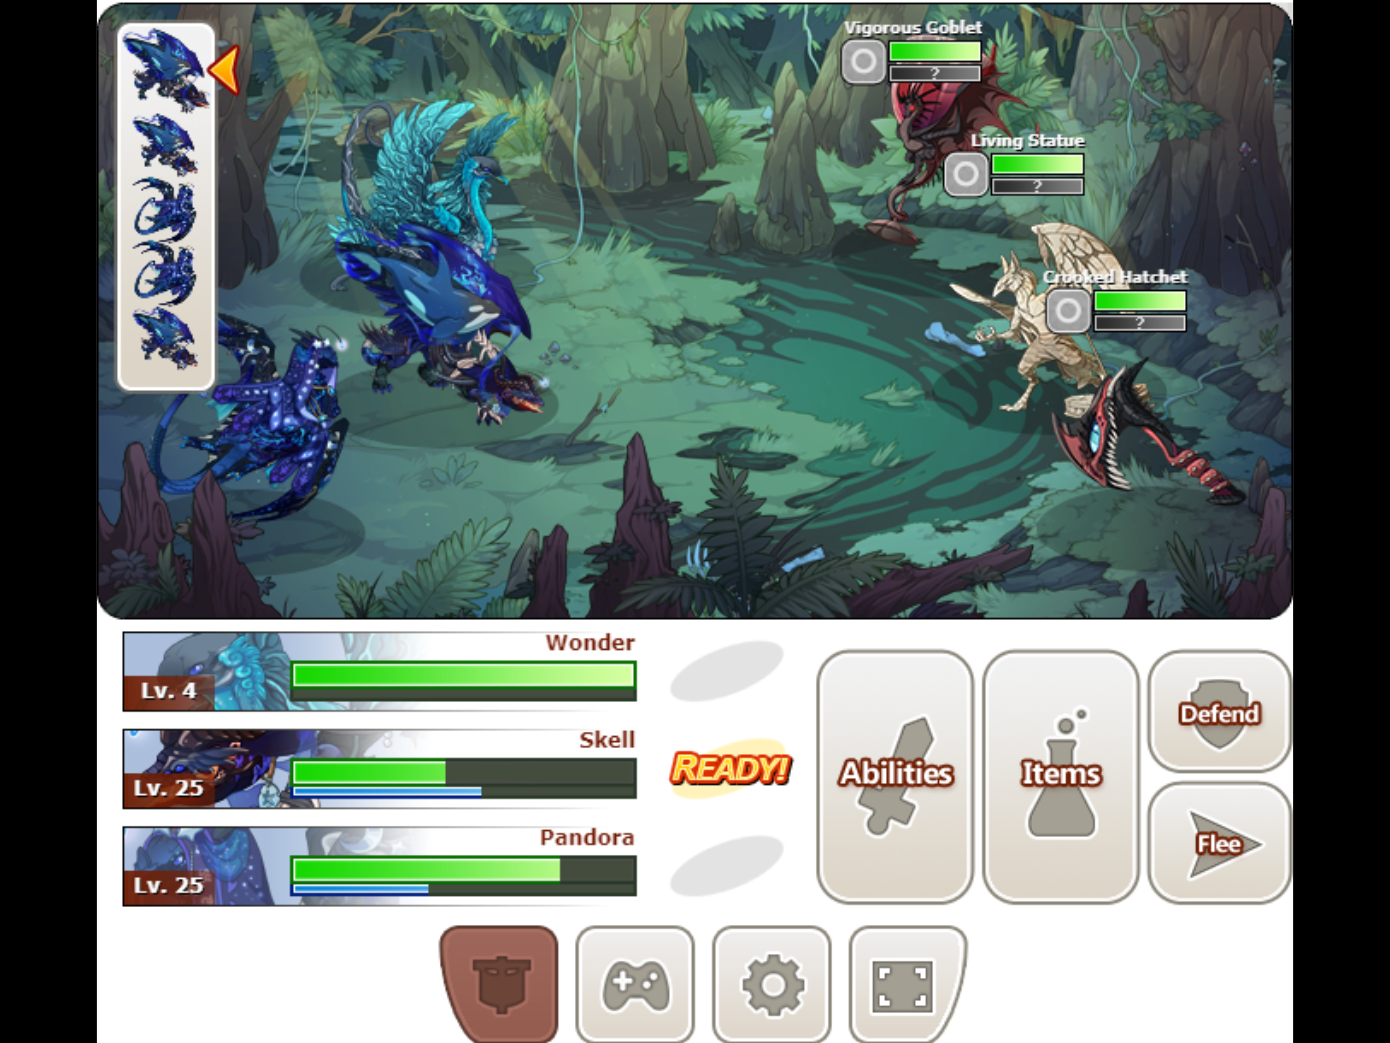 Vigorous Goblet
?
Living Statue
?
Crooked Hatchet
?
Wonder
Lv. 4
Skell
Lv. 25
READY!
Pandora
Lv. 25
Abilities
Items
Defend
Flee